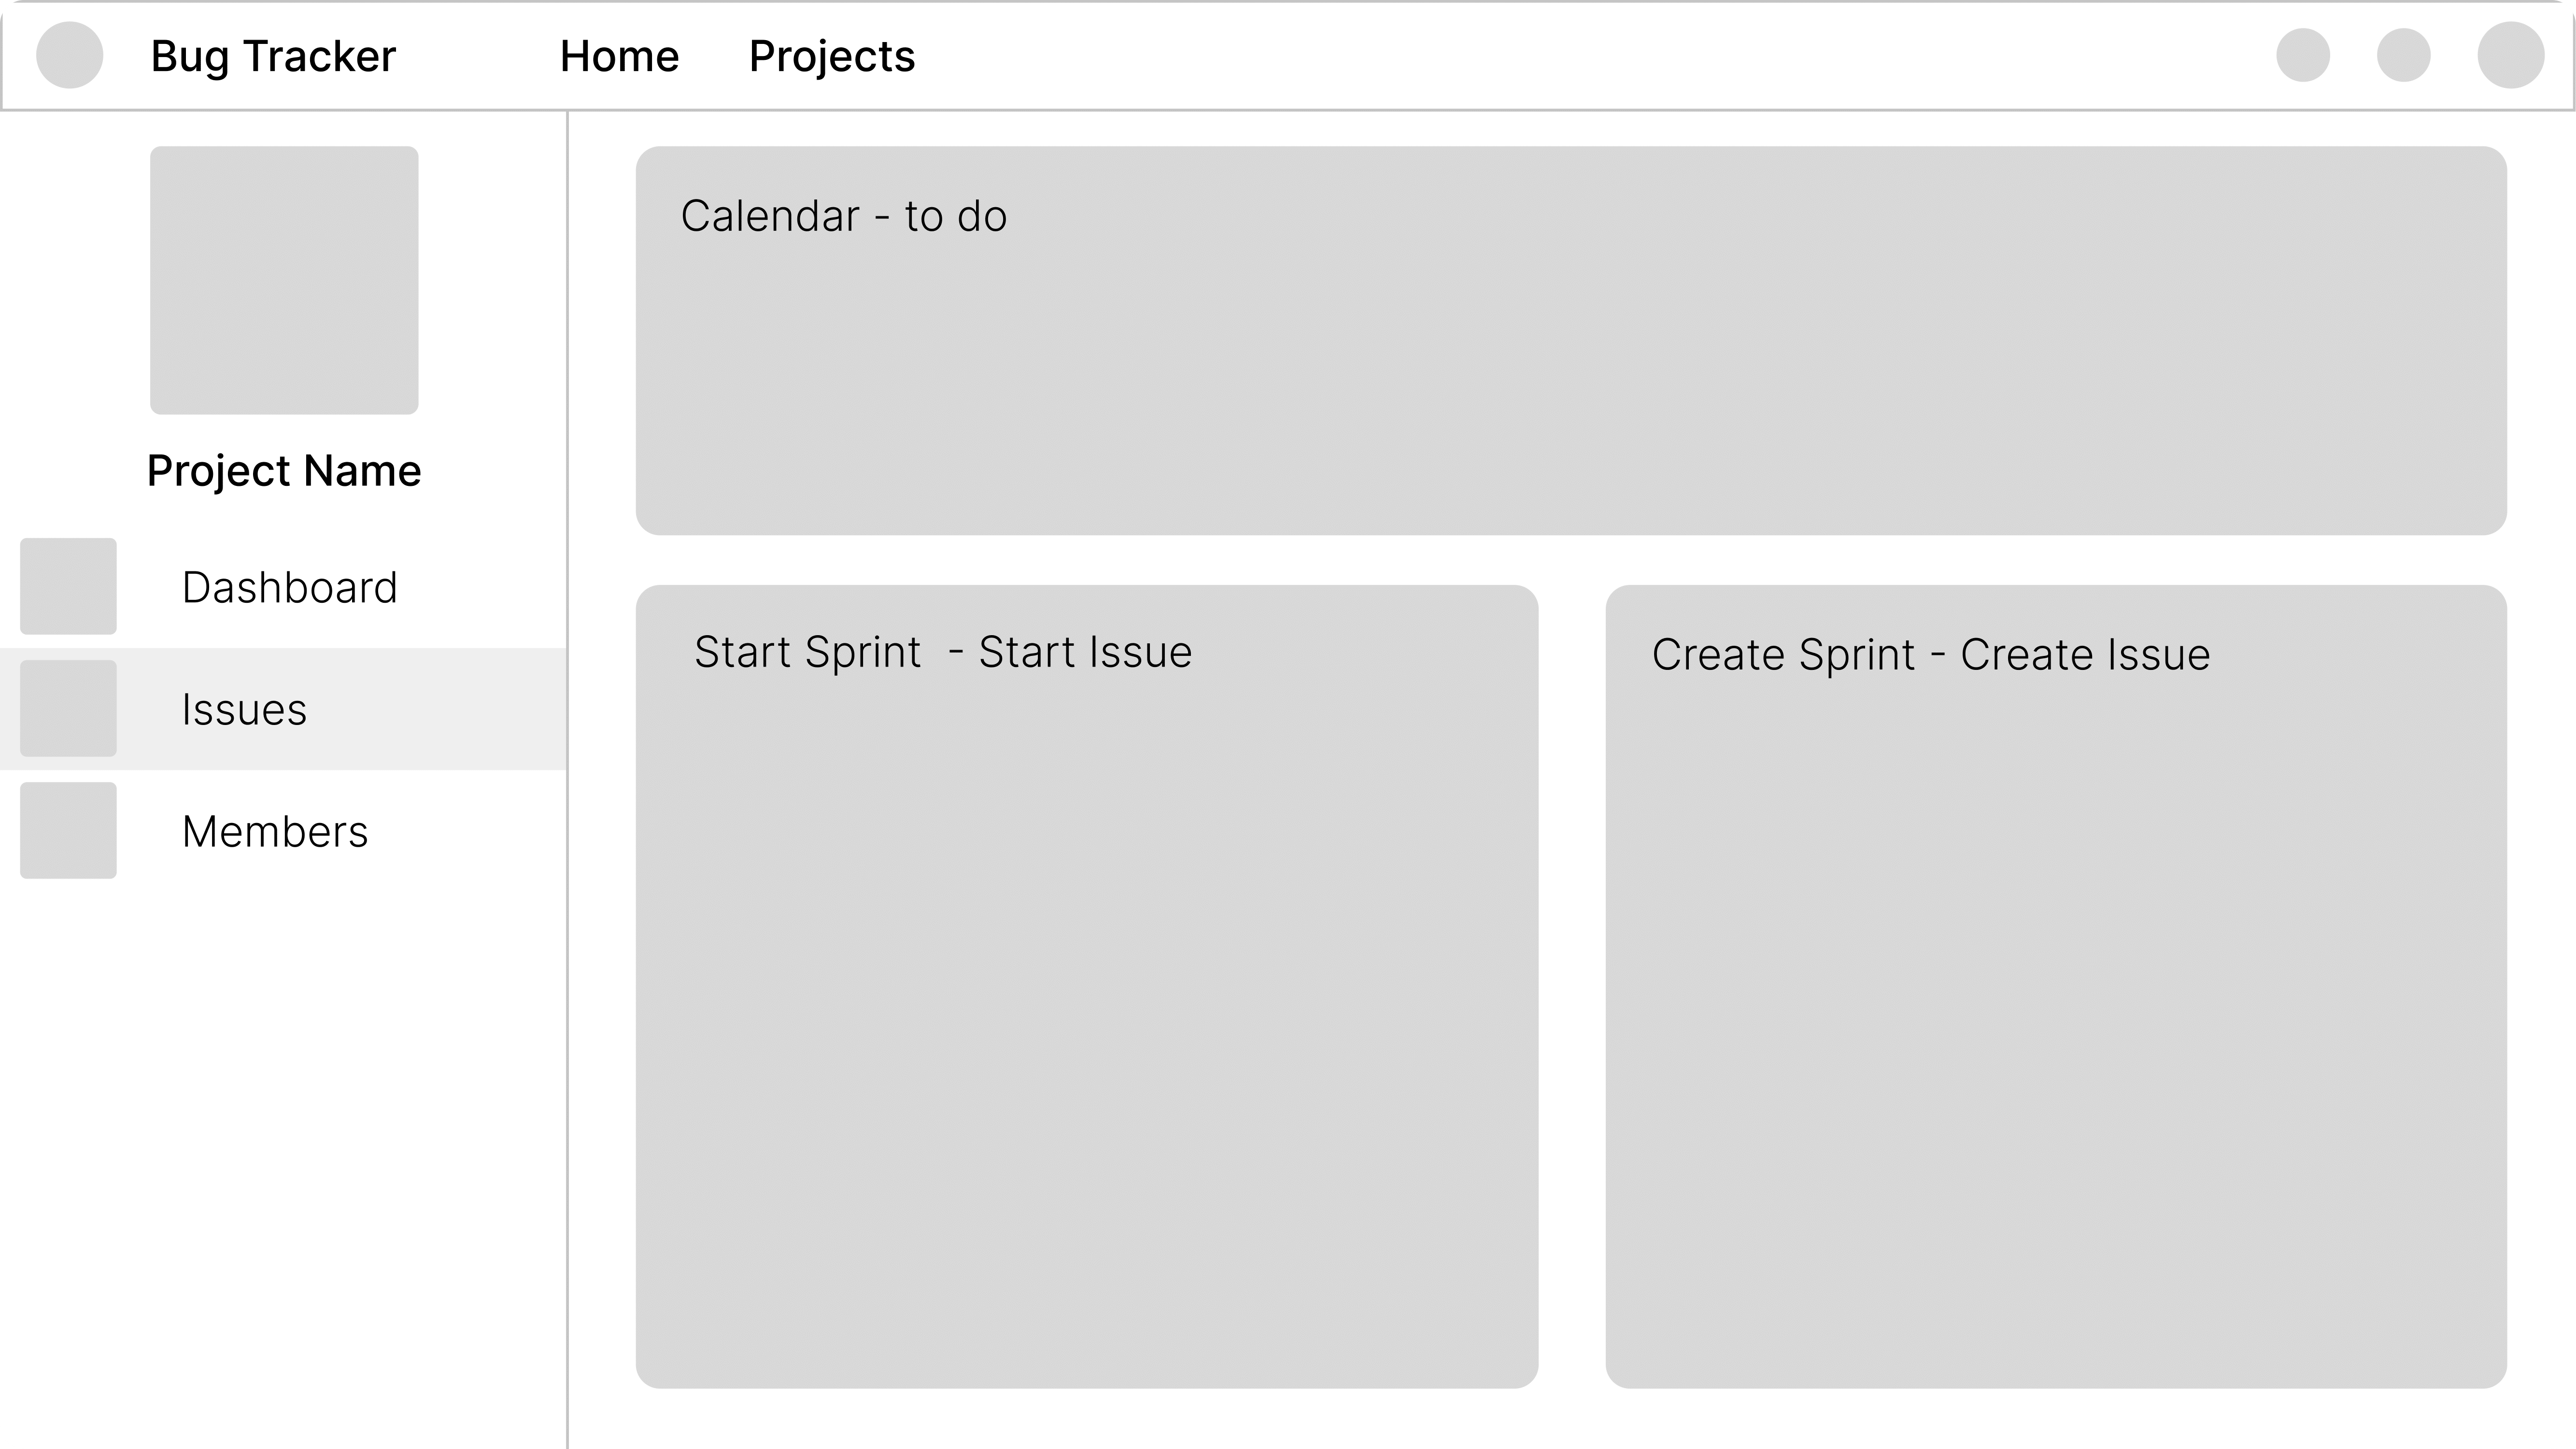 Bug Tracker Home Projects
Project Name
Dashboard
Issues
Members
Calendar - to do
Start Sprint  - Start Issue
Create Sprint - Create Issue